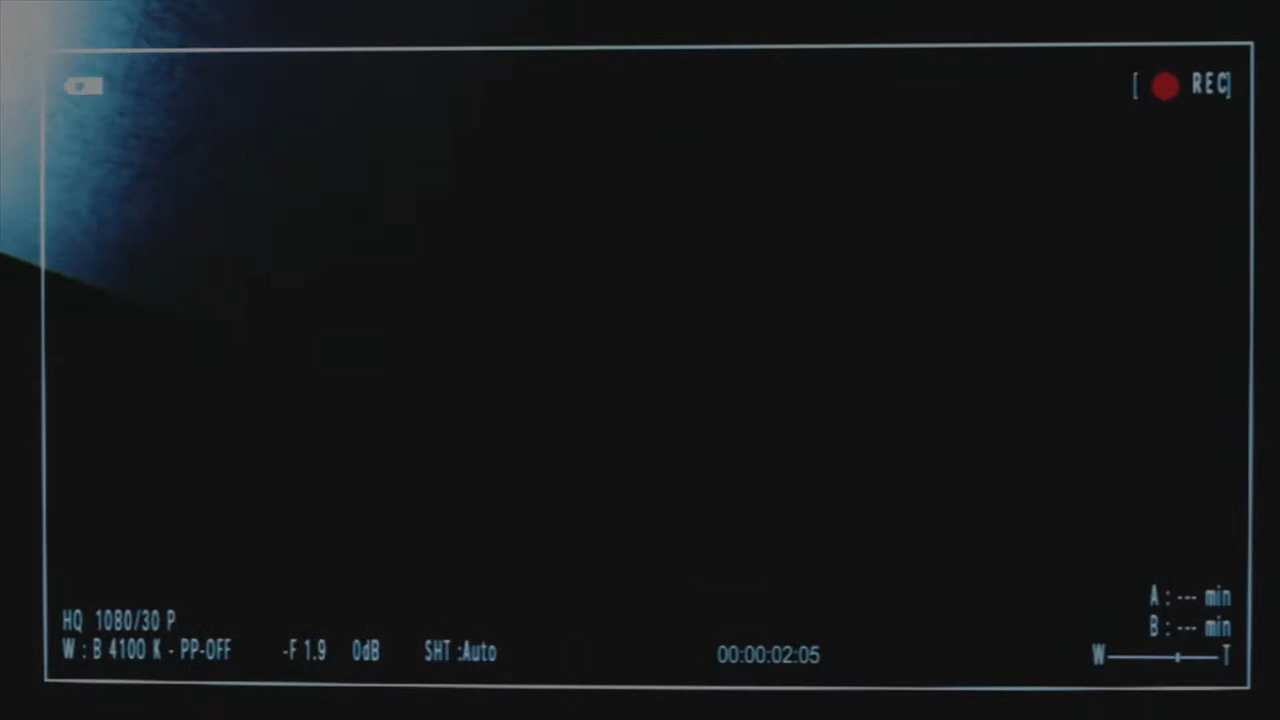 [ REC]
HQ 1080/30 P
W : B 4100 K - PP-OFF -F 1.9 0dB SHT :Auto
00:00:02:05
A : --- min
B : --- min
W T